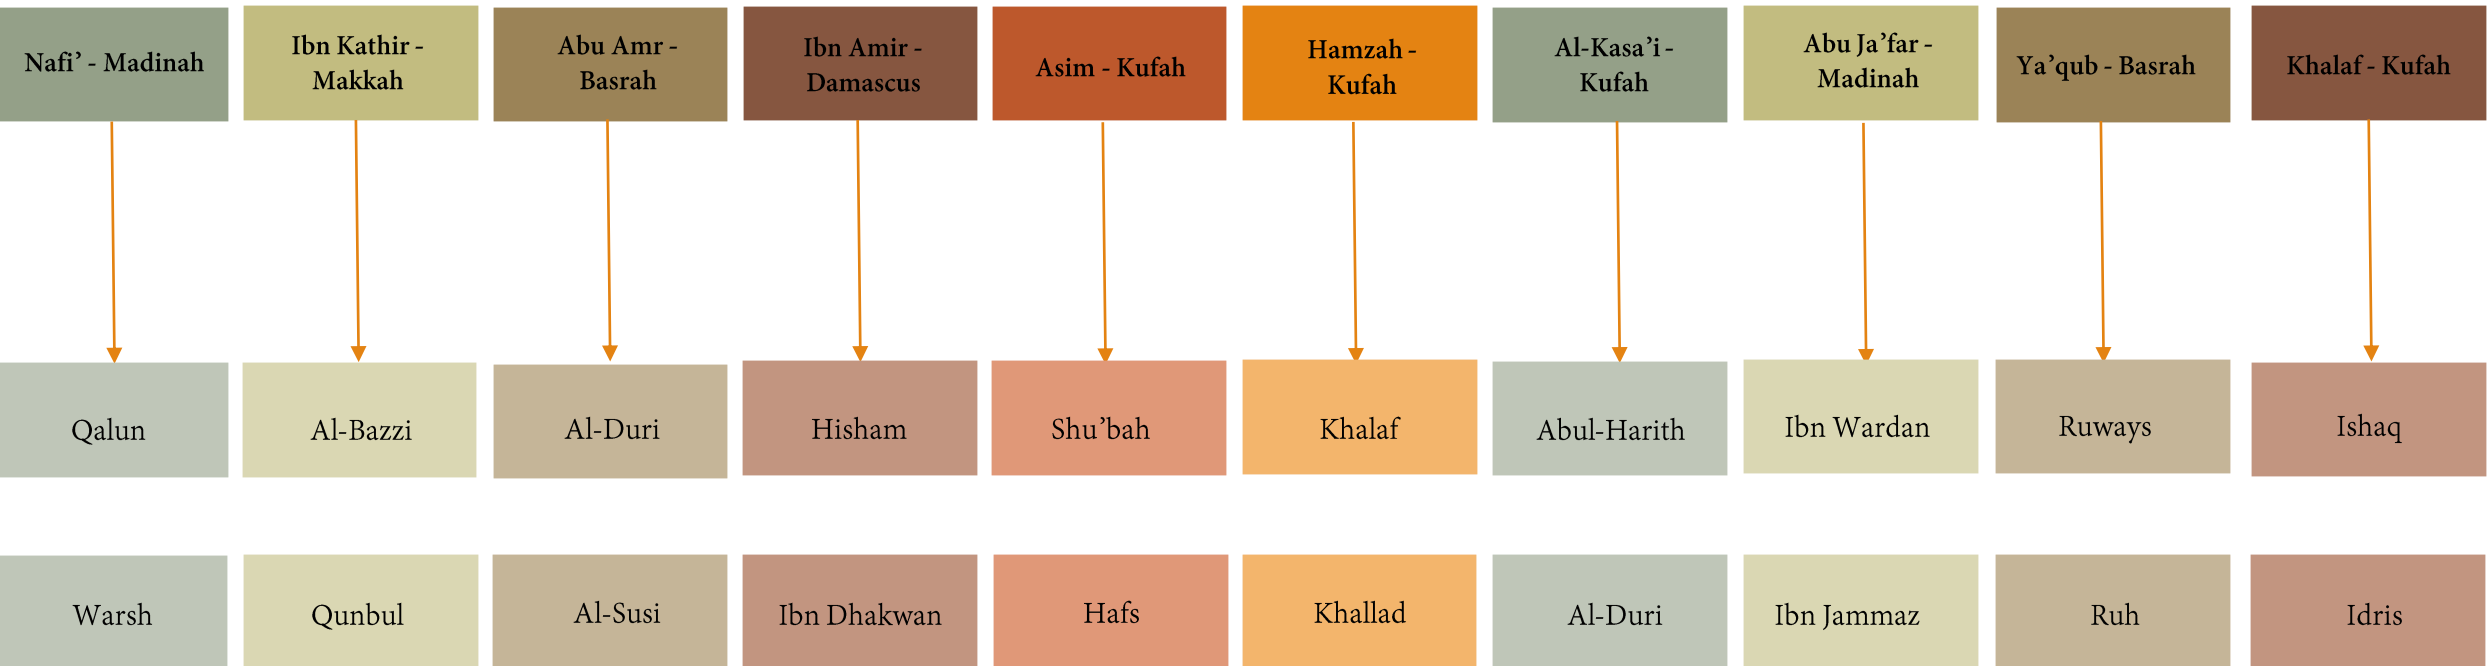 Nafi’ - Madinah
Ibn Kathir -
Makkah
Abu Amr -
Basrah
Ibn Amir -
Damascus
Asim - Kufah
Hamzah -
Kufah
Al-Kasa’i -
Kufah
Abu Ja’far -
Madinah
Ya’qub - Basrah
Khalaf - Kufah
Qalun
Al-Bazzi
Al-Duri
Hisham
Shu’bah
Khalaf
Abul-Harith
Ibn Wardan
Ruways
Ishaq
Warsh
Qunbul
Al-Susi
Ibn Dhakwan
Hafs
Khallad
Al-Duri
Ibn Jammaz
Ruh
Idris